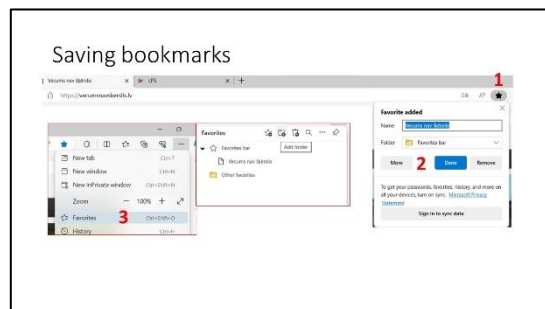 Saving bookmarks
Vecums nav šķērslis × LPS × +
https://vecumsnavskerslis.lv
1
Favorite added
Name Vecums nav šķērslis
Folder Favorites bar
More 2 Done Remove
To get your passwords, favorites, history, and more on
all your devices, turn on sync. Microsoft Privacy
Statement
Sign in to sync data
New tab Ctrl+T
New window Ctrl+N
New InPrivate window Ctrl+Shift+N
Zoom — 100% +
Favorites 3 Ctrl+Shift+O
History Ctrl+H
Favorites
Favorites bar Add folder
Vecums nav šķērslis
Other favorites